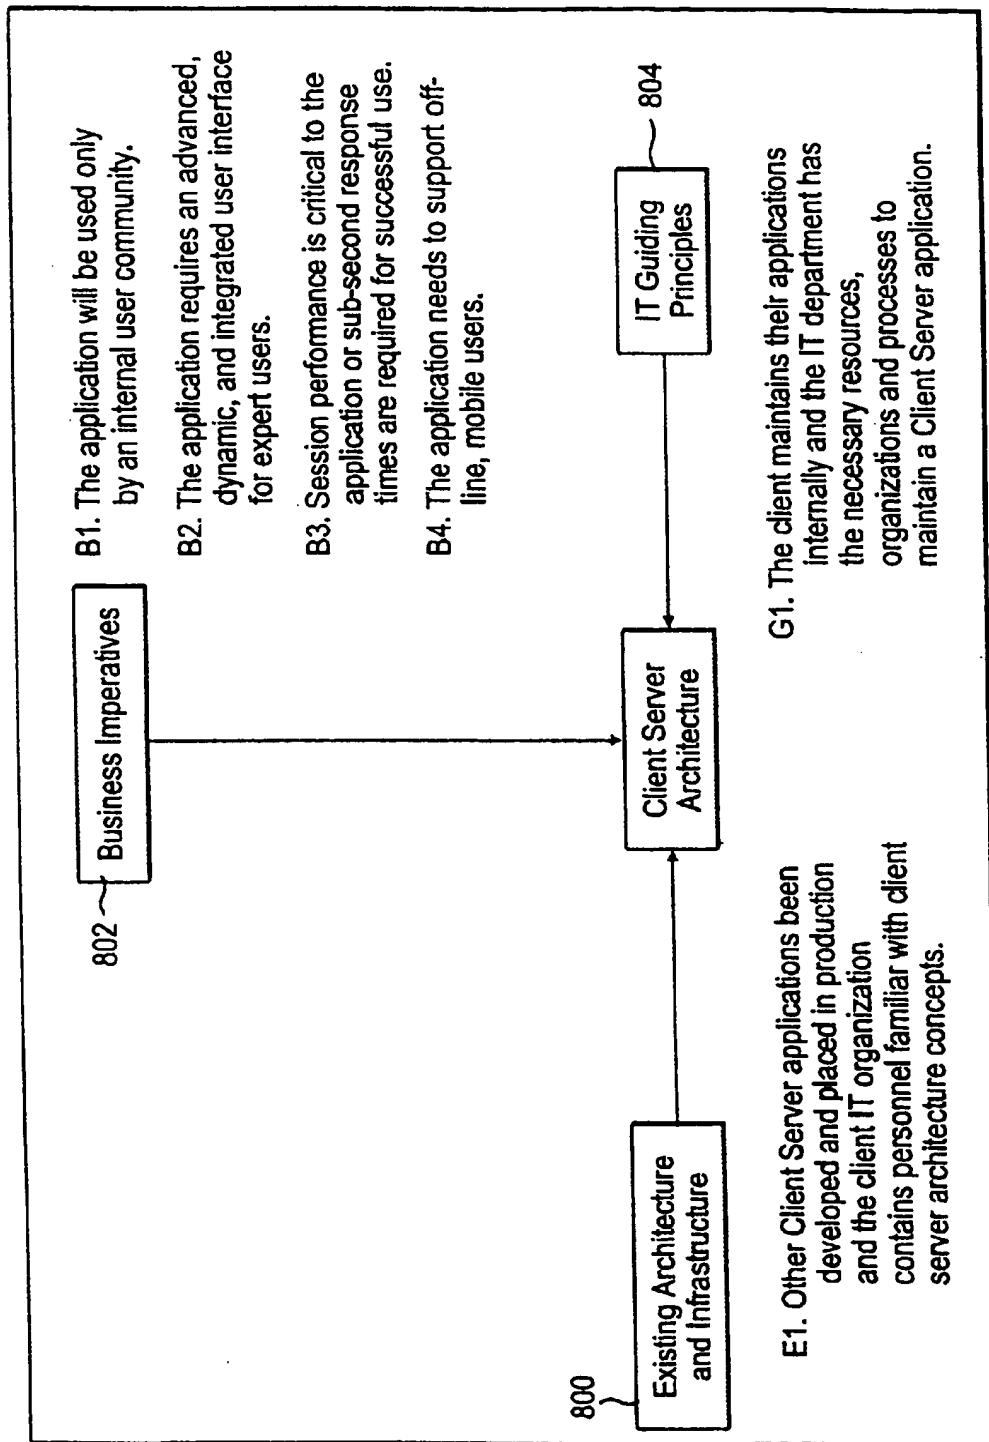 802
Business Imperatives
B1. The application will be used only
by an internal user community.
B2. The application requires an advanced,
dynamic, and integrated user interface
for expert users.
B3. Session performance is critical to the
application or sub-second response
times are required for successful use.
B4. The application needs to support off-
line, mobile users.
800
Existing Architecture
and Infrastructure
Client Server
Architecture
IT Guiding
Principles
804
E1. Other Client Server applications been
developed and placed in production
and the client IT organization
contains personnel familiar with client
server architecture concepts.
G1. The client maintains their applications
internally and the IT department has
the necessary resources,
organizations and processes to
maintain a Client Server application.